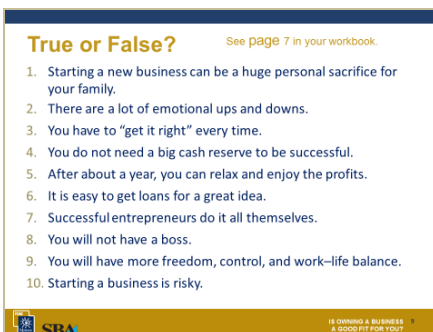 True or False?
See page 7 in your workbook.
1. Starting a new business can be a huge personal sacrifice for
your family.
2. There are a lot of emotional ups and downs.
3. You have to “get it right” every time.
4. You do not need a big cash reserve to be successful.
5. After about a year, you can relax and enjoy the profits.
6. It is easy to get loans for a great idea.
7. Successful entrepreneurs do it all themselves.
8. You will not have a boss.
9. You will have more freedom, control, and work–life balance.
10. Starting a business is risky.
SBA
IS OWNING A BUSINESS
A GOOD FIT FOR YOU?
9